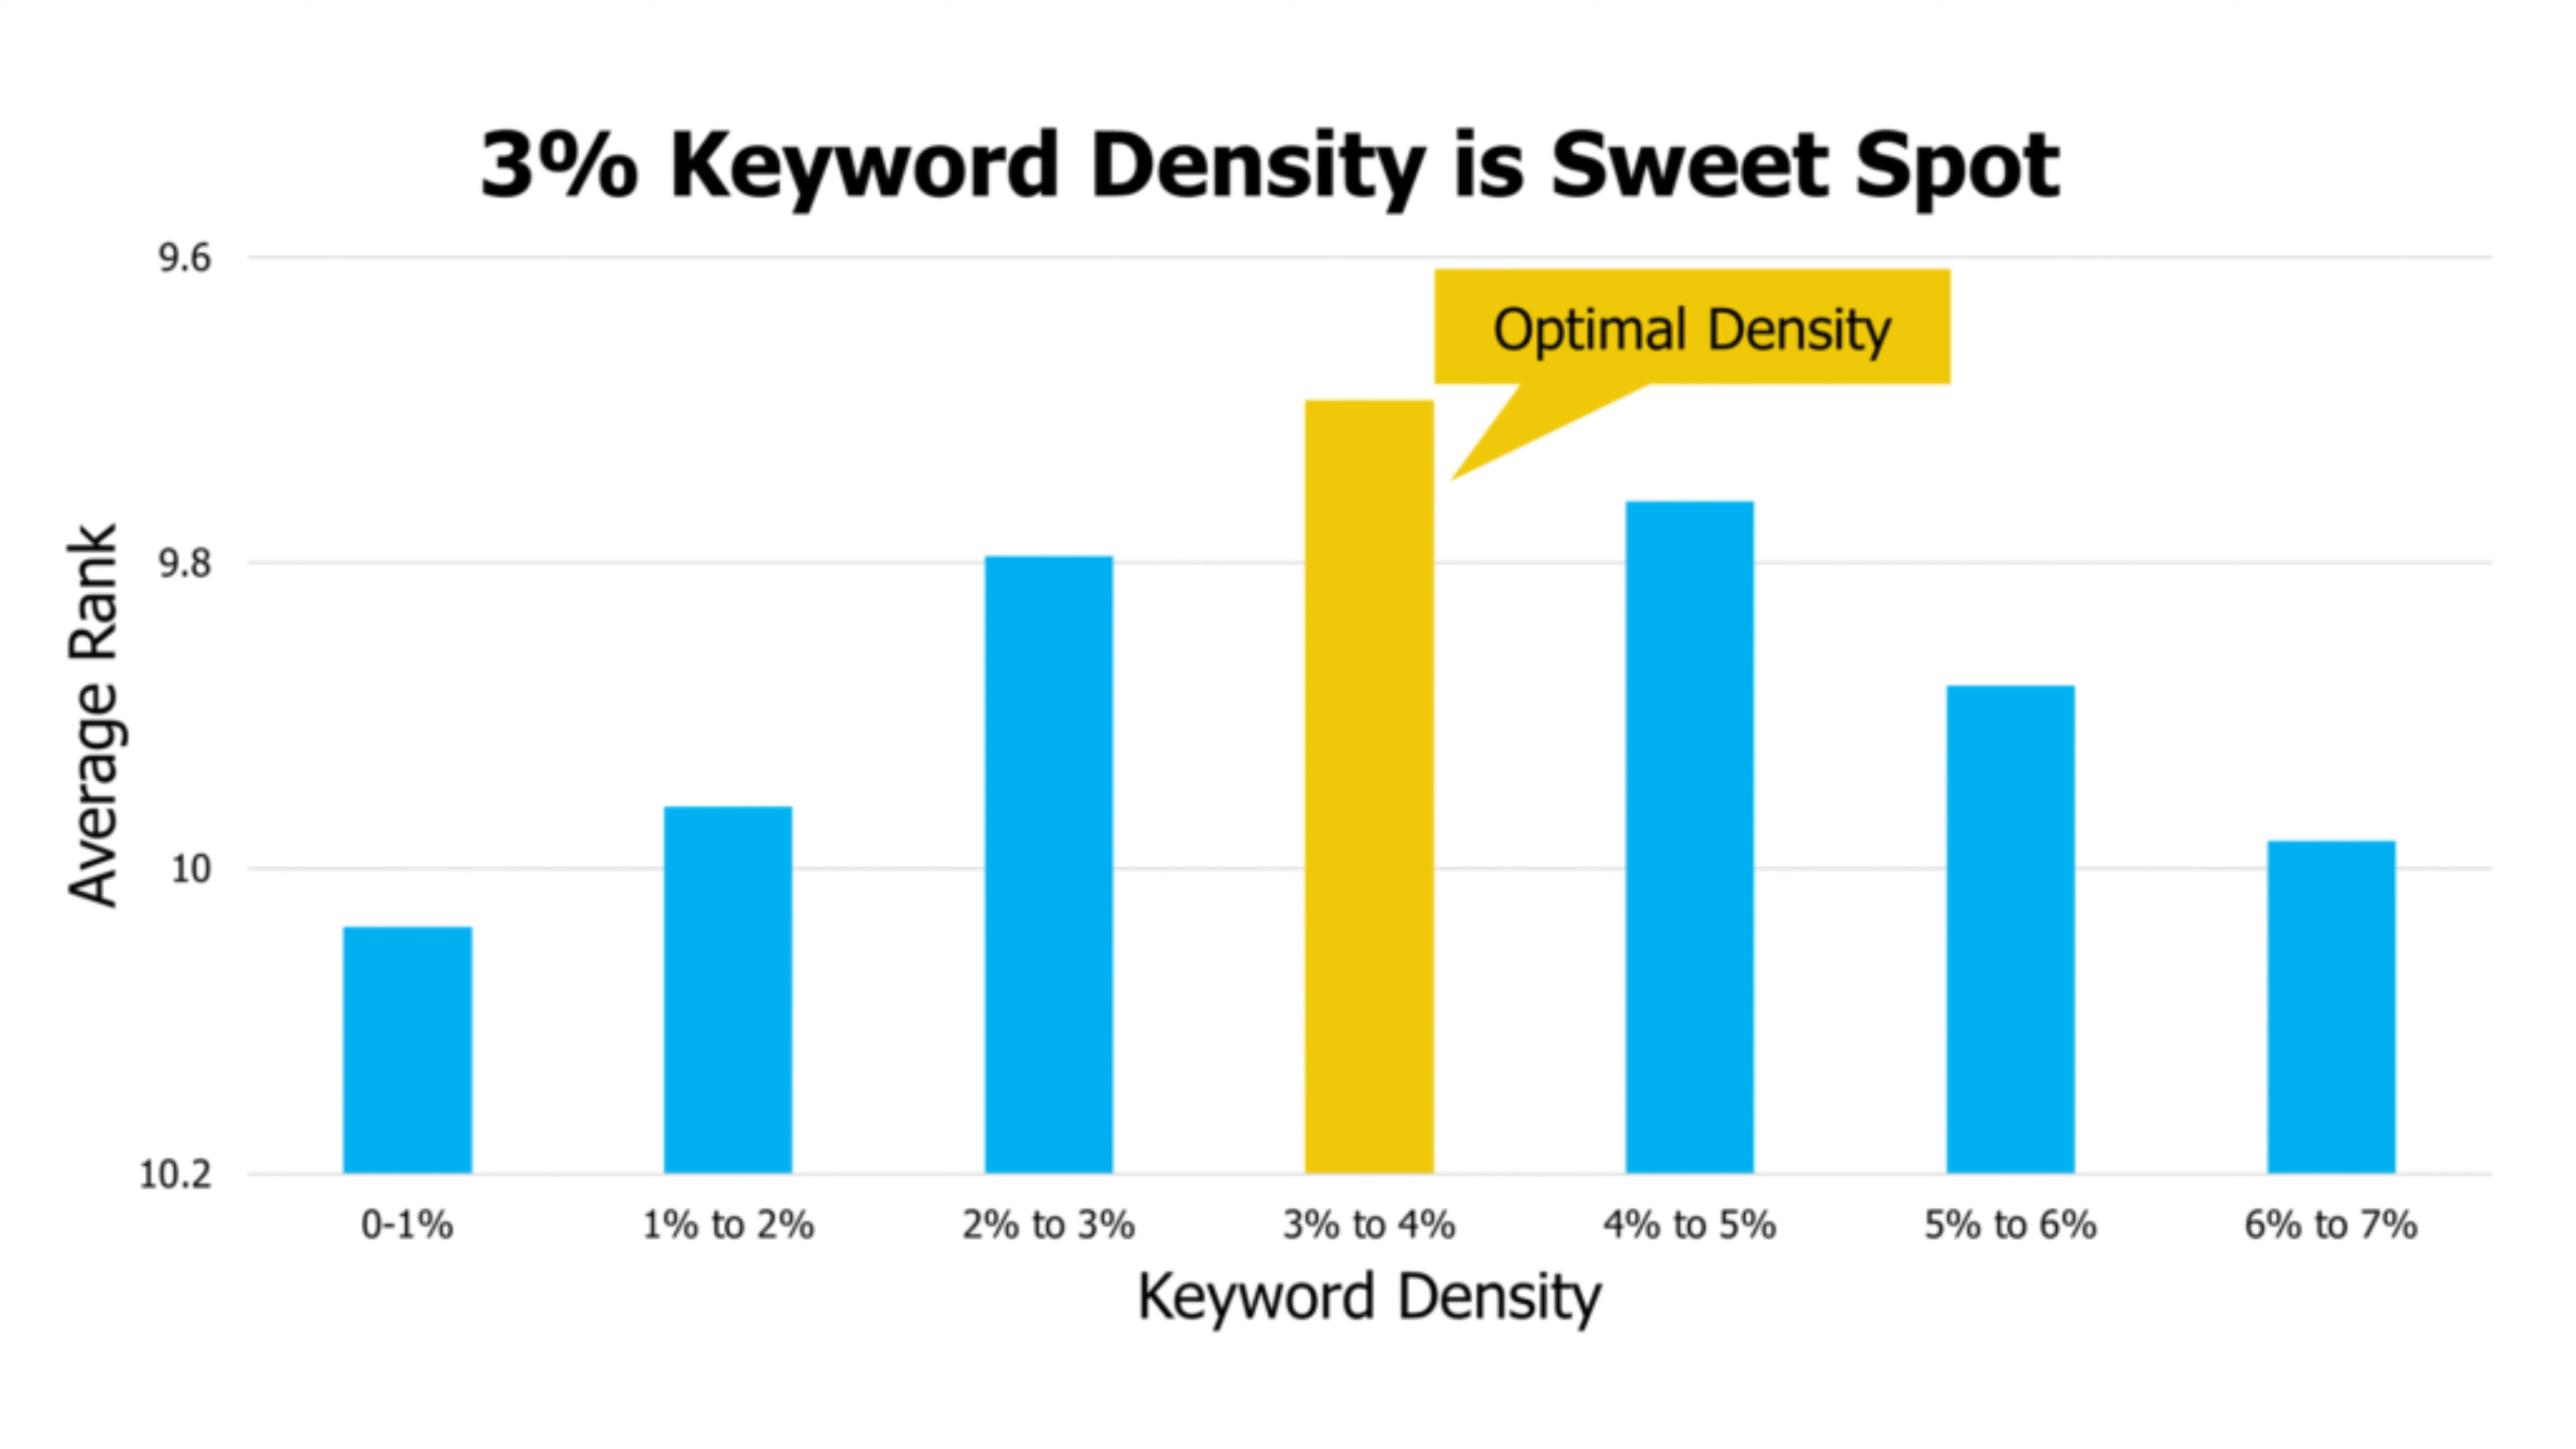 3% Keyword Density is Sweet Spot
9.6
Optimal Density
9.8
Average Rank
10
10.2
0-1% 1% to 2% 2% to 3% 3% to 4% 4% to 5% 5% to 6% 6% to 7%
Keyword Density